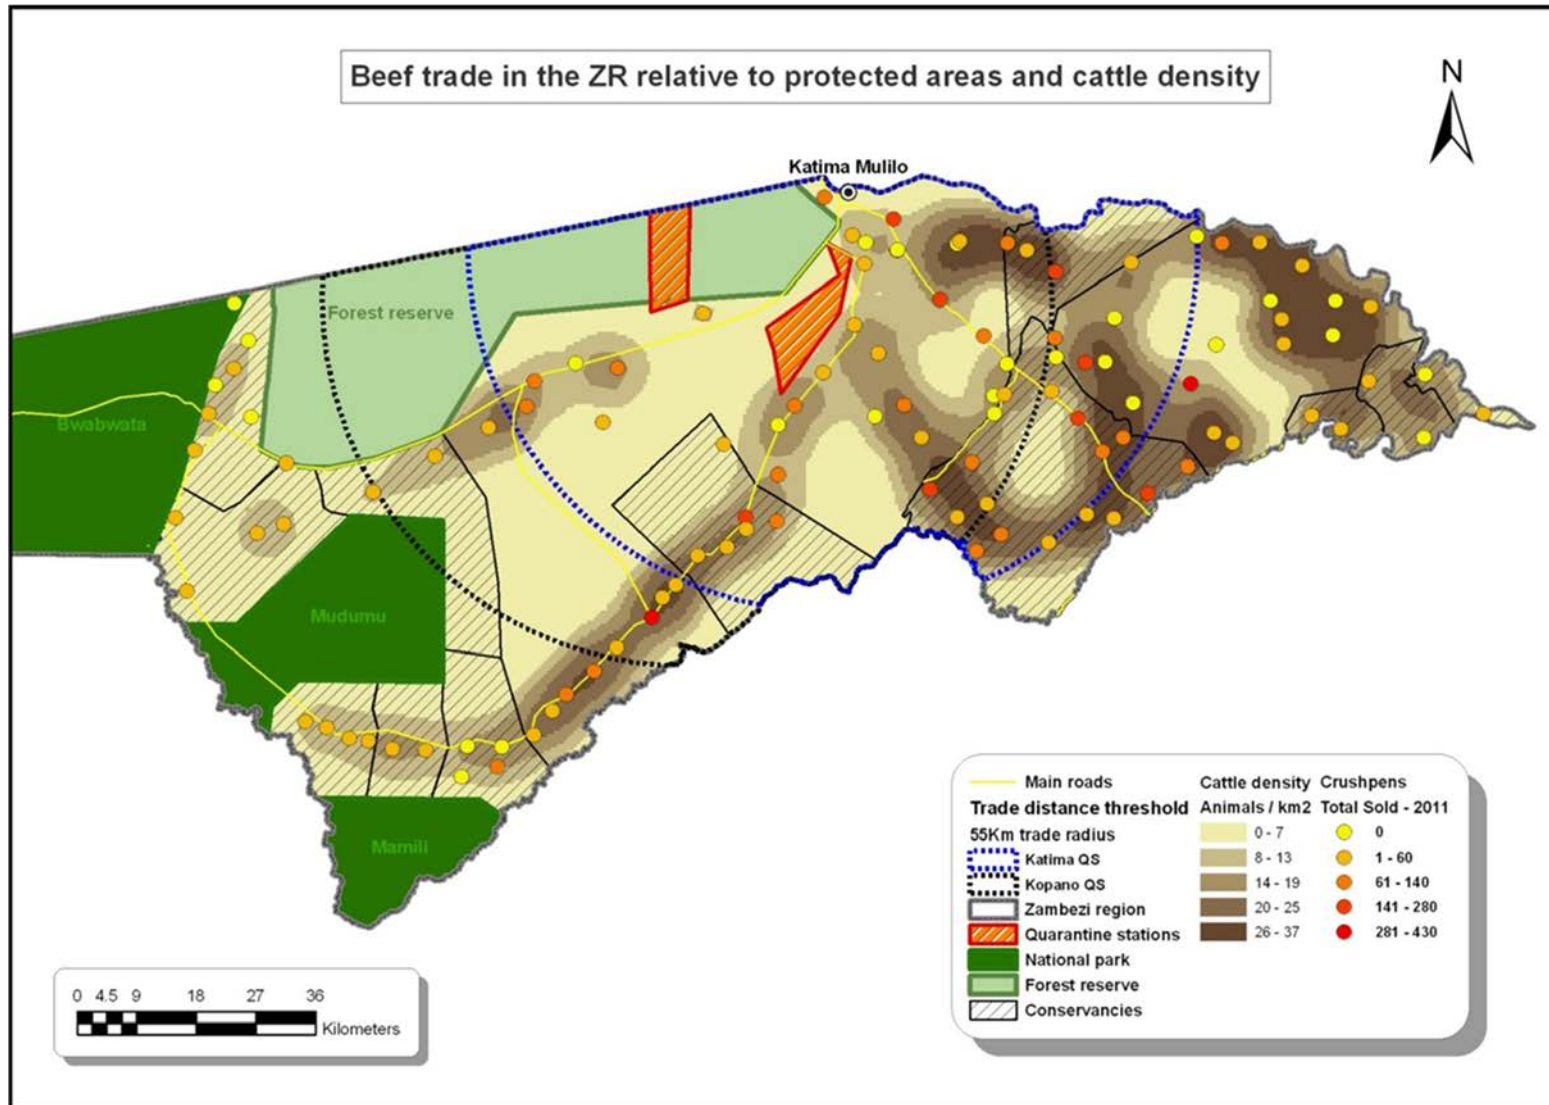 Beef trade in the ZR relative to protected areas and cattle density
N
Katima Mulilo
Forest reserve
Bwabwata
Mudumu
Mamili
Main roads
Trade distance threshold
55Km trade radius
Katima QS
Kopano QS
Zambezi region
Quarantine stations
National park
Forest reserve
Conservancies
Cattle density
Animals / km2
0 - 7
8 - 13
14 - 19
20 - 25
26 - 37
Crushpens
Total Sold - 2011
0
1 - 60
61 - 140
141 - 280
281 - 430
0 4.5 9 18 27 36
Kilometers